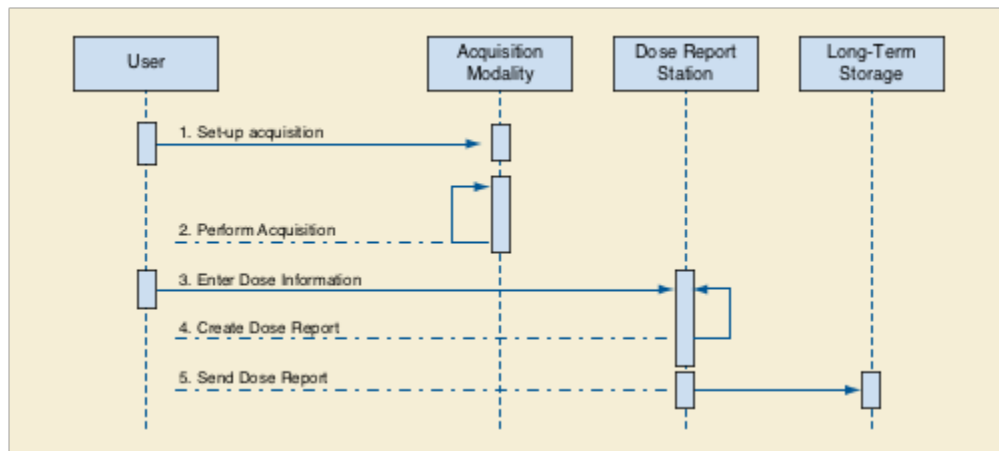 User
Acquisition
Modality
Dose Report
Station
Long-Term
Storage
1. Set-up acquisition
2. Perform Acquisition
3. Enter Dose Information
4. Create Dose Report
5. Send Dose Report